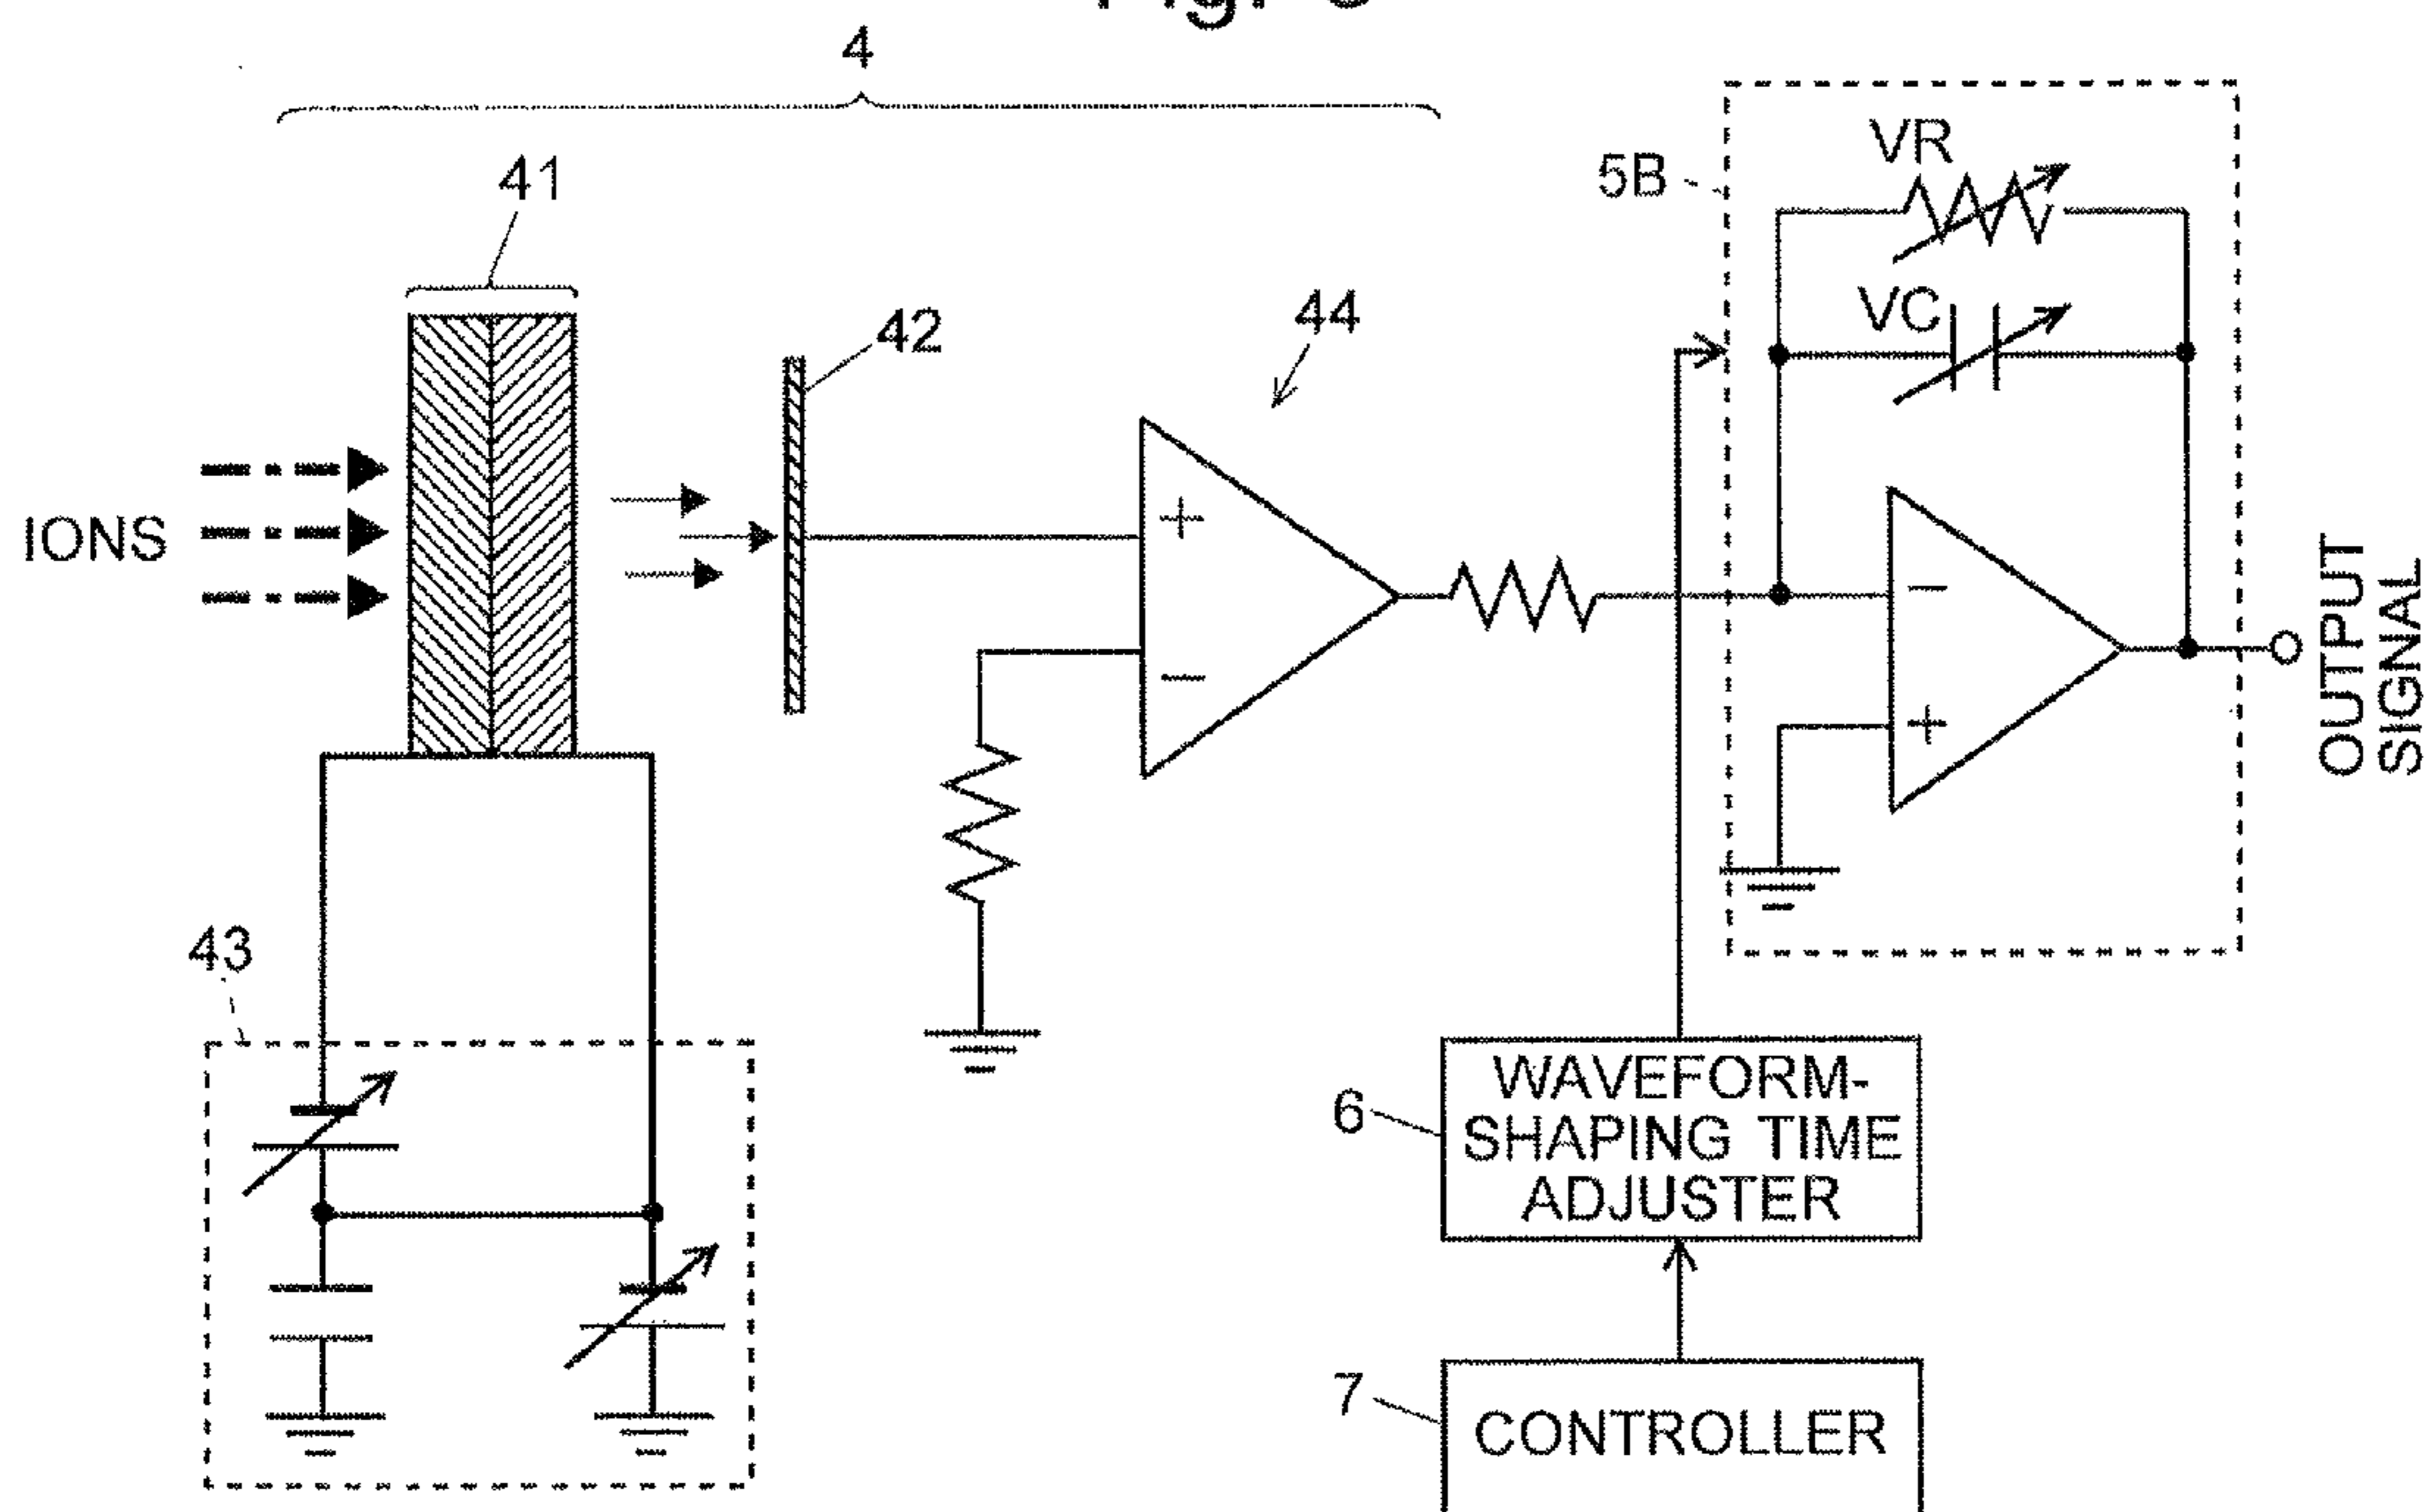 4
41
5B
VR
VC
42
44
IONS
+
−
−
+
OUTPUT
SIGNAL
43
6
WAVEFORM-
SHAPING TIME
ADJUSTER
7
CONTROLLER